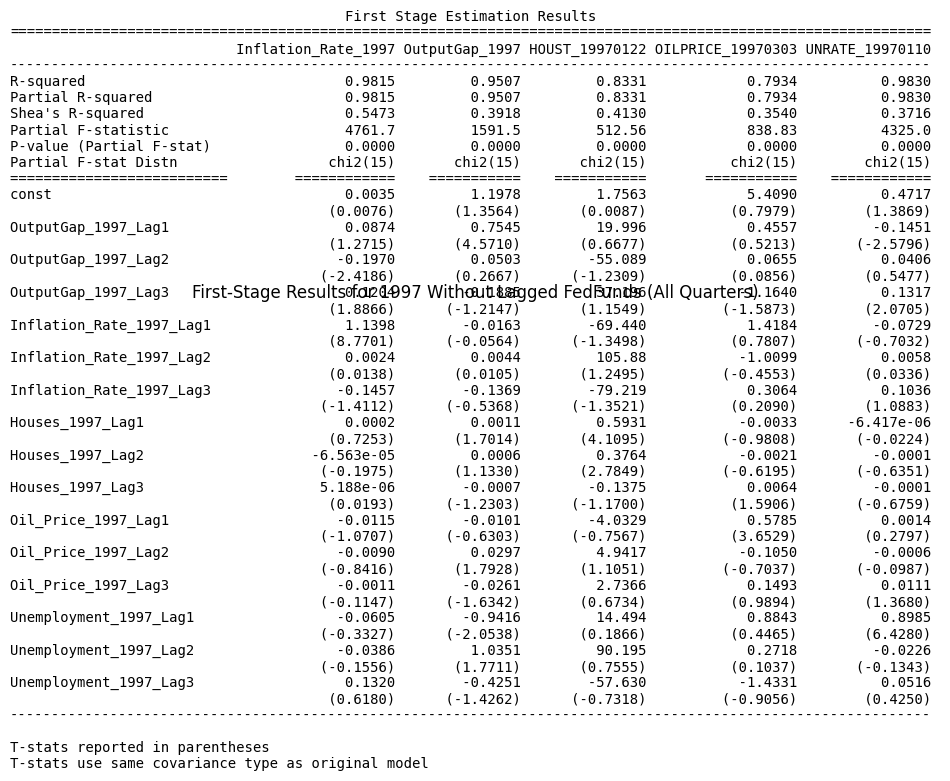 First Stage Estimation Results
==============================================================================================================
Inflation_Rate_1997 OutputGap_1997 HOUST_19970122 OILPRICE_19970303 UNRATE_19970110
--------------------------------------------------------------------------------------------------------------
R-squared 0.9815 0.9507 0.8331 0.7934 0.9830
Partial R-squared 0.9815 0.9507 0.8331 0.7934 0.9830
Shea's R-squared 0.5473 0.3918 0.4130 0.3540 0.3716
Partial F-statistic 4761.7 1591.5 512.56 838.83 4325.0
P-value (Partial F-stat) 0.0000 0.0000 0.0000 0.0000 0.0000
Partial F-stat Distn chi2(15) chi2(15) chi2(15) chi2(15) chi2(15)
========================== ============ =========== =========== =========== ============
const 0.0035 1.1978 1.7563 5.4090 0.4717
(0.0076) (1.3564) (0.0087) (0.7979) (1.3869)
OutputGap_1997_Lag1 0.0874 0.7545 19.996 0.4557 -0.1451
(1.2715) (4.5710) (0.6677) (0.5213) (-2.5796)
OutputGap_1997_Lag2 -0.1970 0.0503 -55.089 0.0655 0.0406
(-2.4186) (0.2667) (-1.2309) (0.0856) (0.5477)
First-Stage Results for 1997 Without Lagged FedFunds (All Quarters)
OutputGap_1997_Lag3 0.1204 -1.1640 0.1317
(1.8866) (-1.2147) (1.1549) (-1.5873) (2.0705)
Inflation_Rate_1997_Lag1 1.1398 -0.0163 -69.440 1.4184 -0.0729
(8.7701) (-0.0564) (-1.3498) (0.7807) (-0.7032)
Inflation_Rate_1997_Lag2 0.0024 0.0044 105.88 -1.0099 0.0058
(0.0138) (0.0105) (1.2495) (-0.4553) (0.0336)
Inflation_Rate_1997_Lag3 -0.1457 -0.1369 -79.219 0.3064 0.1036
(-1.4112) (-0.5368) (-1.3521) (0.2090) (1.0883)
Houses_1997_Lag1 0.0002 0.0011 0.5931 -0.0033 -6.417e-06
(0.7253) (1.7014) (4.1095) (-0.9808) (-0.0224)
Houses_1997_Lag2 -6.563e-05 0.0006 0.3764 -0.0021 -0.0001
(-0.1975) (1.1330) (2.7849) (-0.6195) (-0.6351)
Houses_1997_Lag3 5.188e-06 -0.0007 -0.1375 0.0064 -0.0001
(0.0193) (-1.2303) (-1.1700) (1.5906) (-0.6759)
Oil_Price_1997_Lag1 -0.0115 -0.0101 -4.0329 0.5785 0.0014
(-1.0707) (-0.6303) (-0.7567) (3.6529) (0.2797)
Oil_Price_1997_Lag2 -0.0090 0.0297 4.9417 -0.1050 -0.0006
(-0.8416) (1.7928) (1.1051) (-0.7037) (-0.0987)
Oil_Price_1997_Lag3 -0.0011 -0.0261 2.7366 0.1493 0.0111
(-0.1147) (-1.6342) (0.6734) (0.9894) (1.3680)
Unemployment_1997_Lag1 -0.0605 -0.9416 14.494 0.8843 0.8985
(-0.3327) (-2.0538) (0.1866) (0.4465) (6.4280)
Unemployment_1997_Lag2 -0.0386 1.0351 90.195 0.2718 -0.0226
(-0.1556) (1.7711) (0.7555) (0.1037) (-0.1343)
Unemployment_1997_Lag3 0.1320 -0.4251 -57.630 -1.4331 0.0516
(0.6180) (-1.4262) (-0.7318) (-0.9056) (0.4250)
--------------------------------------------------------------------------------------------------------------
T-stats reported in parentheses
T-stats use same covariance type as original model